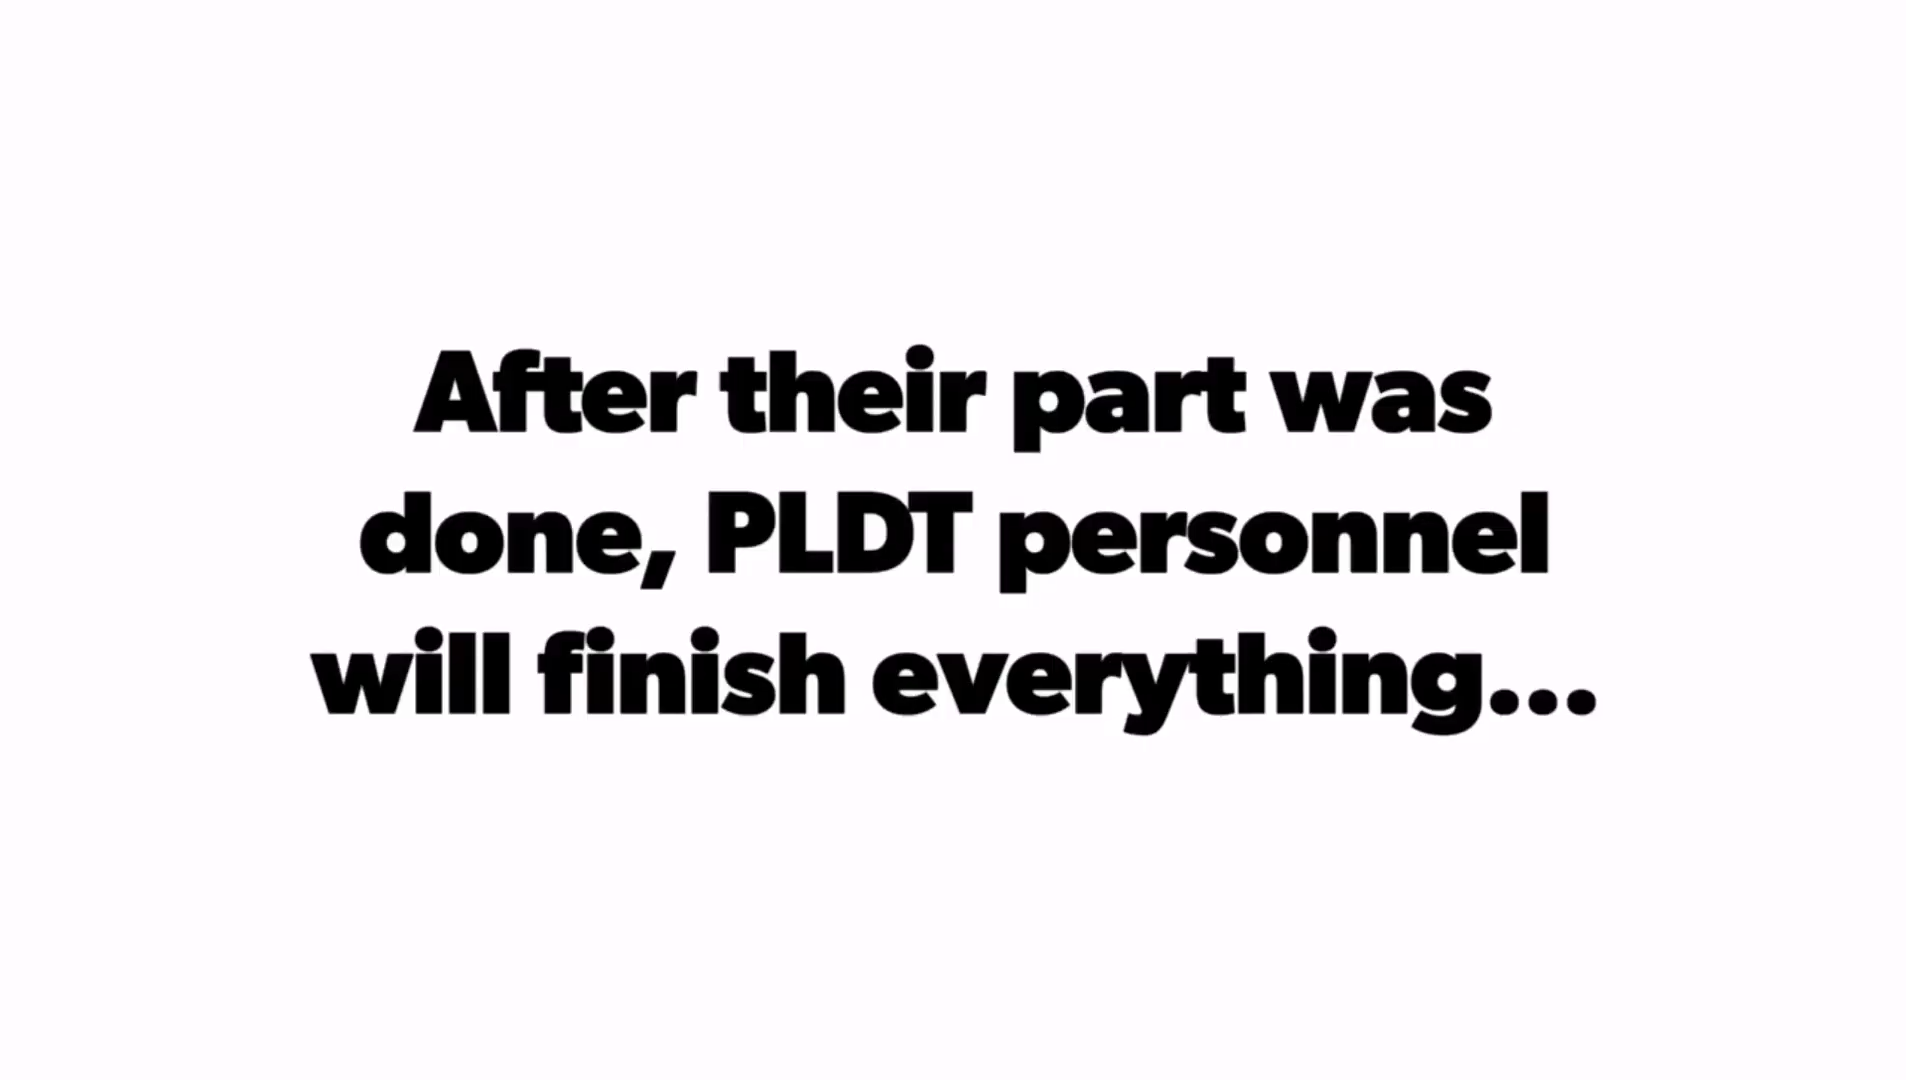 After their part was
done, PLDT personnel
will finish everything...